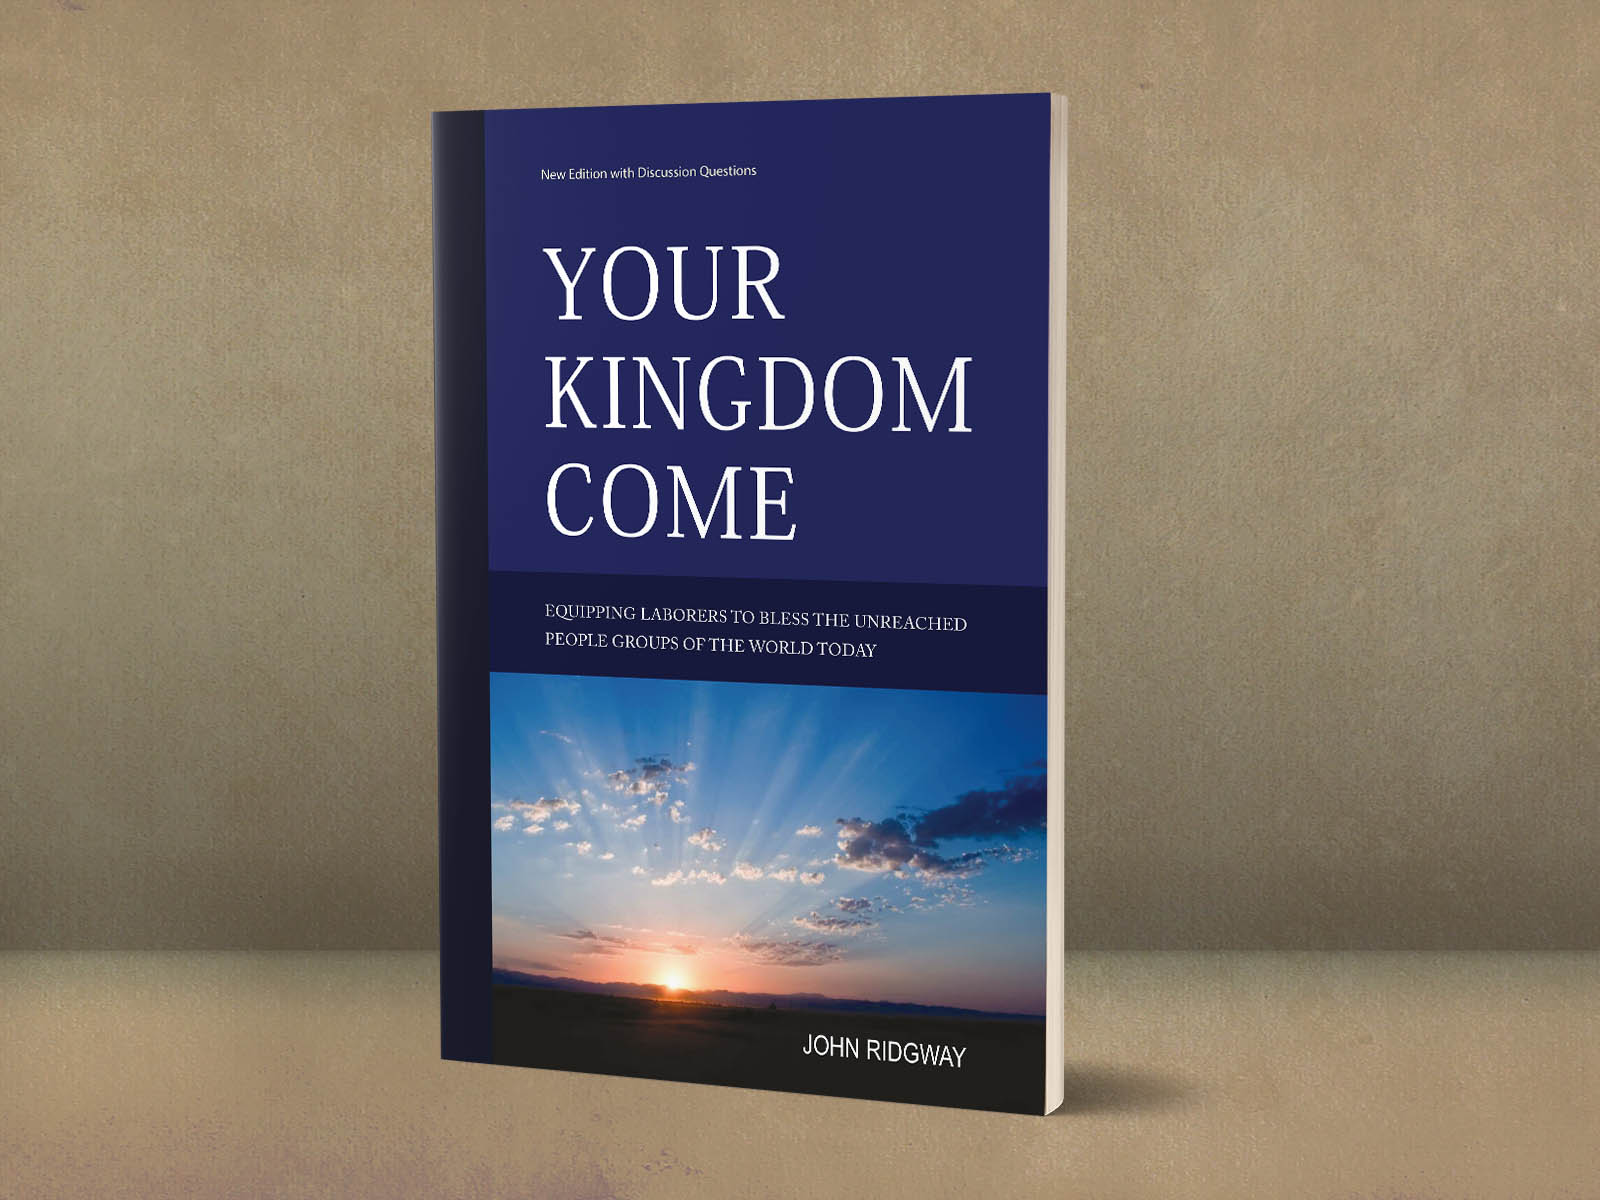 New Edition with Discussion Questions
YOUR
KINGDOM
COME
EQUIPPING LABORERS TO BLESS THE UNREACHED
PEOPLE GROUPS OF THE WORLD TODAY
JOHN RIDGWAY